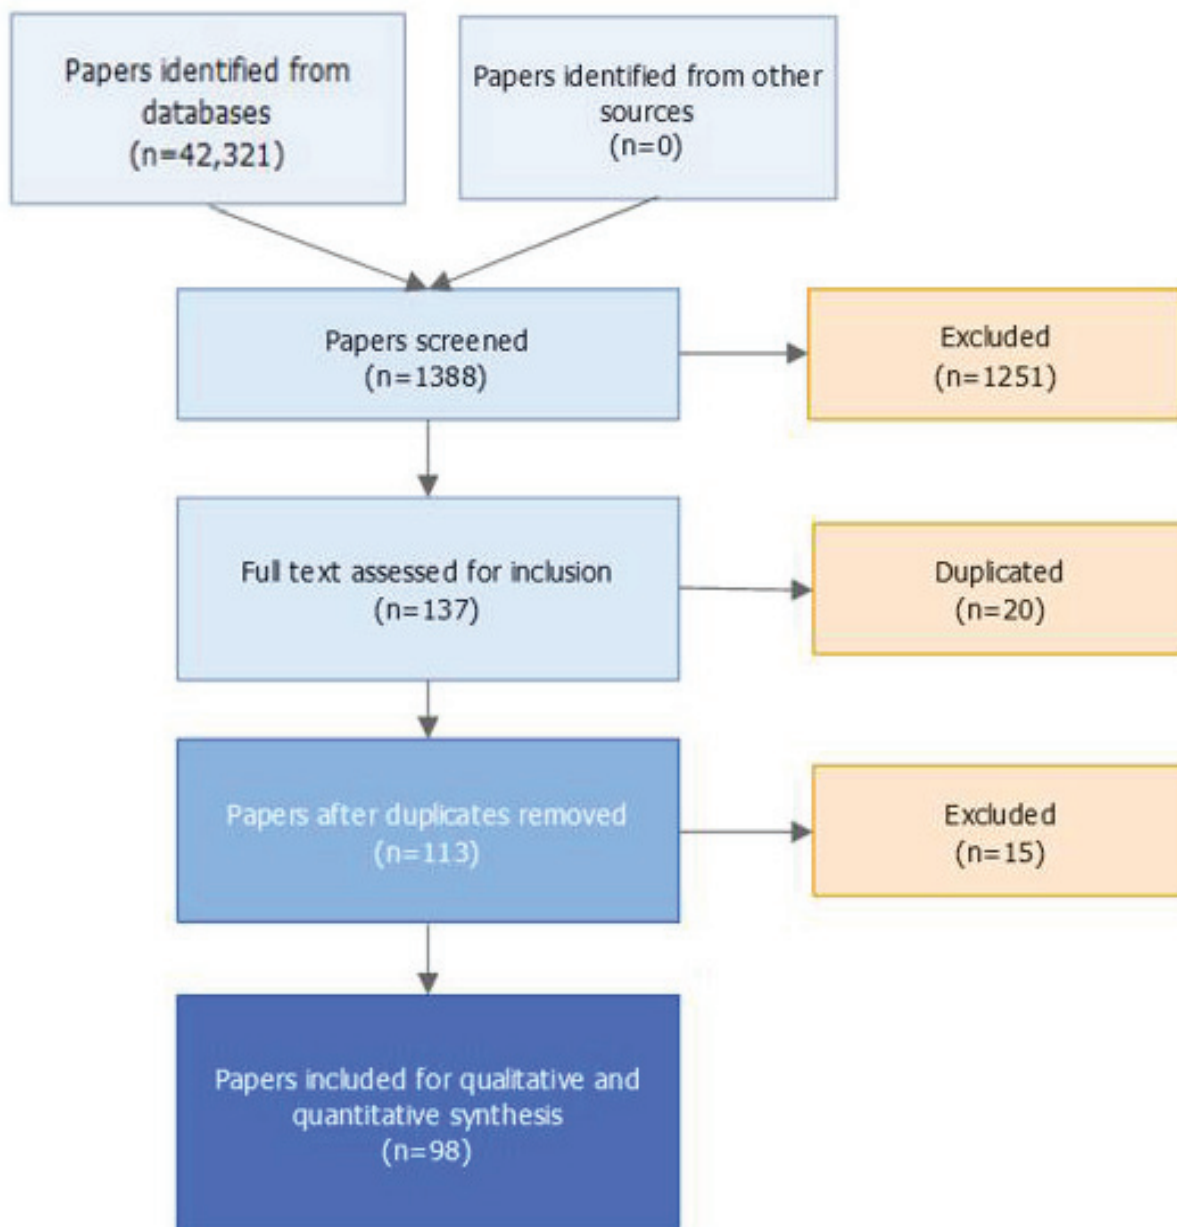 Papers identified from
databases
(n=42,321)
Papers identified from other
sources
(n=0)
Papers screened
(n=1388)
Excluded
(n=1251)
Full text assessed for inclusion
(n=137)
Duplicated
(n=20)
Papers after duplicates removed
(n=113)
Excluded
(n=15)
Papers included for qualitative and
quantitative synthesis
(n=98)